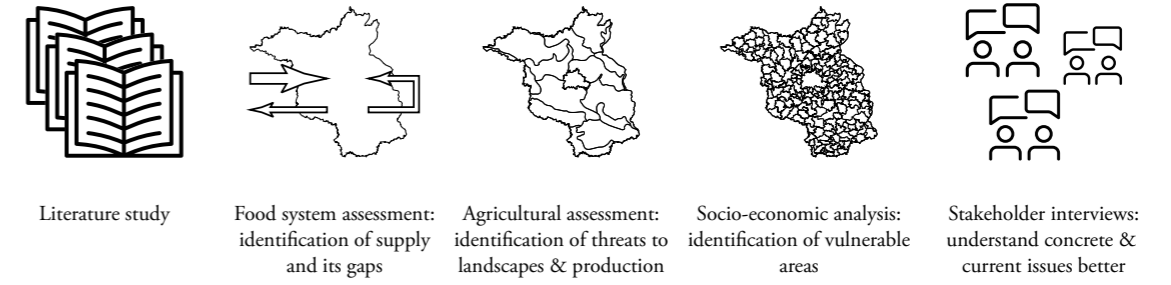 Literature study
Food system assessment:
identification of supply
and its gaps
Agricultural assessment:
identification of threats to
landscapes & production
Socio-economic analysis:
identification of vulnerable
areas
Stakeholder interviews:
understand concrete &
current issues better